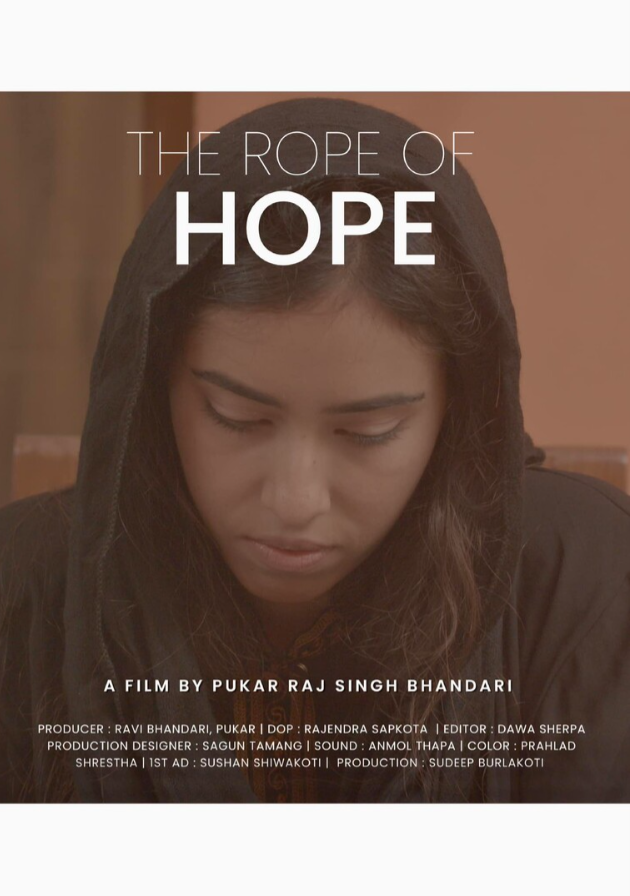 THE ROPE OF
HOPE
A FILM BY PUKAR RAJ SINGH BHANDARI
PRODUCER : RAVI BHANDARI, PUKAR | DOP : RAJENDRA SAPKOTA | EDITOR : DAWA SHERPA
PRODUCTION DESIGNER : SAGUN TAMANG | SOUND : ANMOL THAPA | COLOR : PRAHLAD
SHRESTHA | 1ST AD : SUSHAN SHIWAKOTI | PRODUCTION : SUDEEP BURLAKOTI